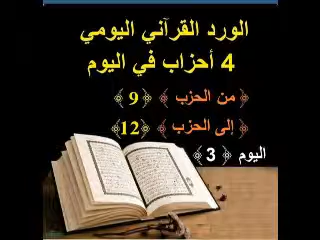 الورد القرآني اليومي
4 أحزاب في اليوم
﴿ من الحزب ﴾ ﴿ 9 ﴾
﴿ إلى الحزب ﴾ ﴿12﴾
اليوم ﴿ 3 ﴾